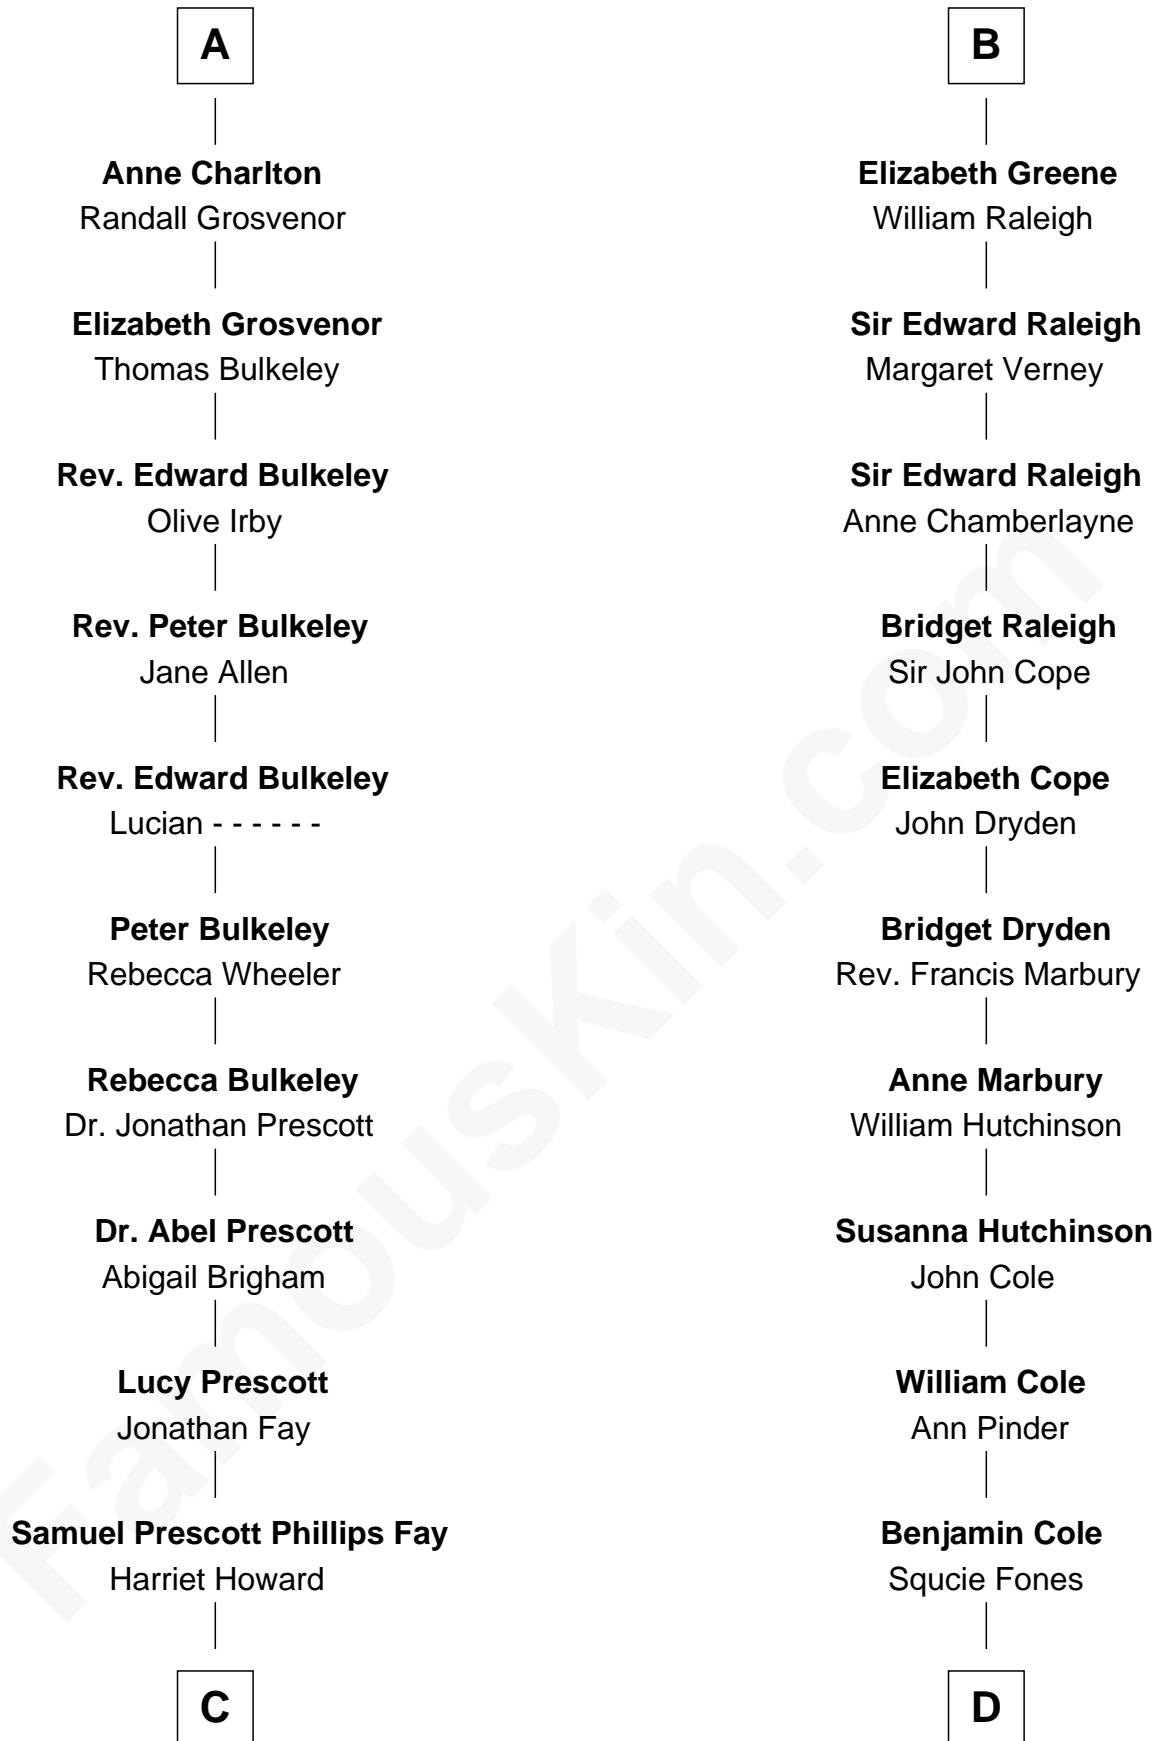 A
Anne Charlton
Randall Grosvenor
Elizabeth Grosvenor
Thomas Bulkeley
Rev. Edward Bulkeley
Olive Irby
Rev. Peter Bulkeley
Jane Allen
Rev. Edward Bulkeley
Lucian - - - - - -
Peter Bulkeley
Rebecca Wheeler
Rebecca Bulkeley
Dr. Jonathan Prescott
Dr. Abel Prescott
Abigail Brigham
Lucy Prescott
Jonathan Fay
Samuel Prescott Phillips Fay
Harriet Howard
C
B
Elizabeth Greene
William Raleigh
Sir Edward Raleigh
Margaret Verney
Sir Edward Raleigh
Anne Chamberlayne
Bridget Raleigh
Sir John Cope
Elizabeth Cope
John Dryden
Bridget Dryden
Rev. Francis Marbury
Anne Marbury
William Hutchinson
Susanna Hutchinson
John Cole
William Cole
Ann Pinder
Benjamin Cole
Squcie Fones
D
FamousKin.com